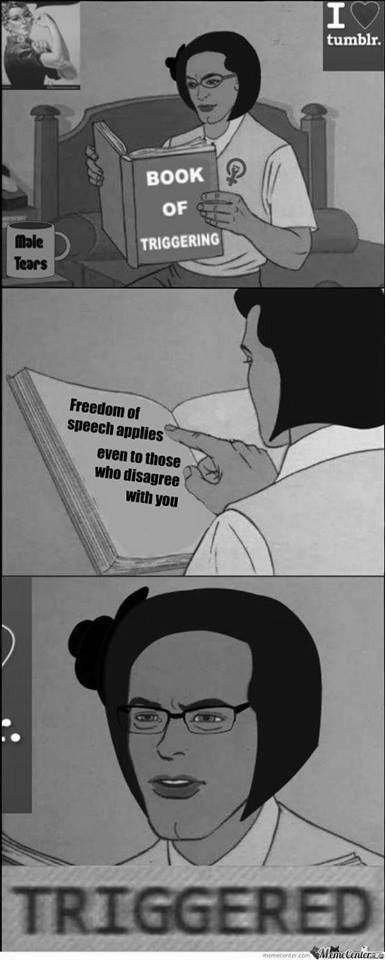 I
tumblr.
BOOK
OF
TRIGGERING
Male
Tears
Freedom of
speech applies
even to those
who disagree
with you
TRIGGERED
memecenter.com MemeCenter